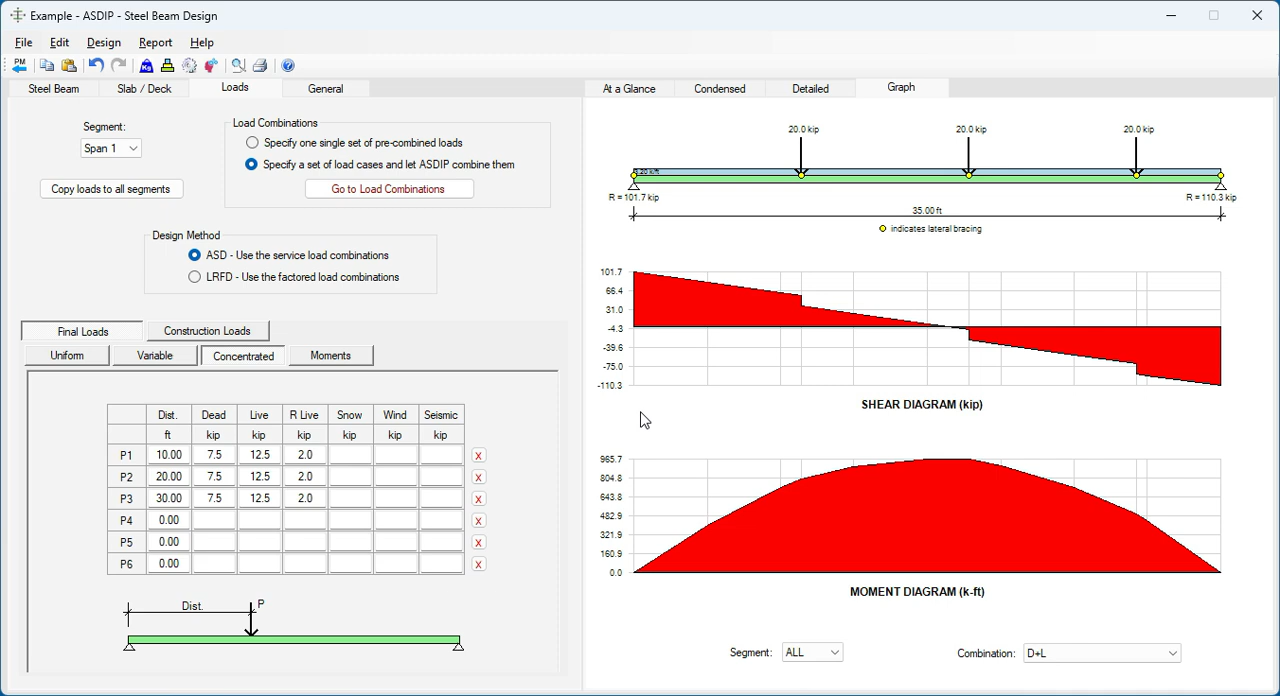 Example - ASDIP - Steel Beam Design
File Edit Design Report Help
PM Kg
Steel Beam Slab / Deck Loads General
Segment:
Span 1
Copy loads to all segments
Load Combinations
Specify one single set of pre-combined loads
Specify a set of load cases and let ASDIP combine them
Go to Load Combinations
Design Method
ASD - Use the service load combinations
LRFD - Use the factored load combinations
Final Loads Construction Loads
Uniform Variable Concentrated Moments
Dist. Dead Live R Live Snow Wind Seismic
ft kip kip kip kip kip kip
P1 10.00 7.5 12.5 2.0 X
P2 20.00 7.5 12.5 2.0 X
P3 30.00 7.5 12.5 2.0 X
P4 0.00 X
P5 0.00 X
P6 0.00 X
Dist. P
At a Glance Condensed Detailed Graph
20.0 kip 20.0 kip 20.0 kip
k/ft
R = 101.7 kip R = 110.3 kip
35.00 ft
indicates lateral bracing
101.7
66.4
31.0
-4.3
-39.6
-75.0
-110.3
SHEAR DIAGRAM (kip)
965.7
804.8
643.8
482.9
321.9
160.9
0.0
MOMENT DIAGRAM (k-ft)
Segment: ALL Combination: D+L